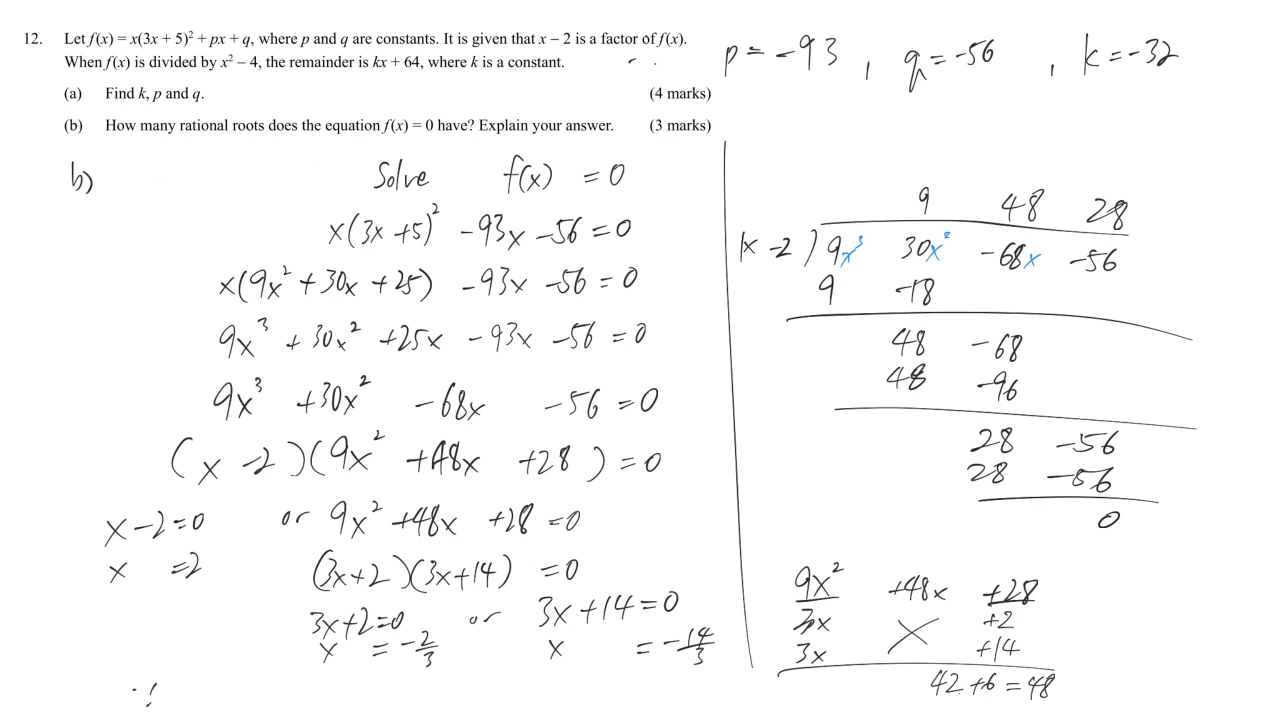 12. Let f(x) = x(3x + 5)² + px + q, where p and q are constants. It is given that x – 2 is a factor of f(x).
When f(x) is divided by x² – 4, the remainder is kx + 64, where k is a constant.
(a) Find k, p and q. (4 marks)
(b) How many rational roots does the equation f(x) = 0 have? Explain your answer. (3 marks)
p = -93 , q = -56 , k = -32
b) Solve f(x) = 0
x(3x +5)² -93x -56 = 0
x(9x² +30x +25) -93x -56 = 0
9x³ +30x² +25x -93x -56 = 0
9x³ +30x² -68x -56 = 0
(x -2)(9x² +48x +28) = 0
x -2 = 0 or 9x² +48x +28 = 0
x = 2 (3x+2)(3x+14) = 0
3x+2=0 or 3x+14=0
x = -2/3 x = -14/3
∴
9 48 28
x -2 ) 9x³ 30x² -68x -56
9 -18
48 -68
48 -96
28 -56
28 -56
0
9x² +48x +28
3x +2
3x +14
42 +6 = 48